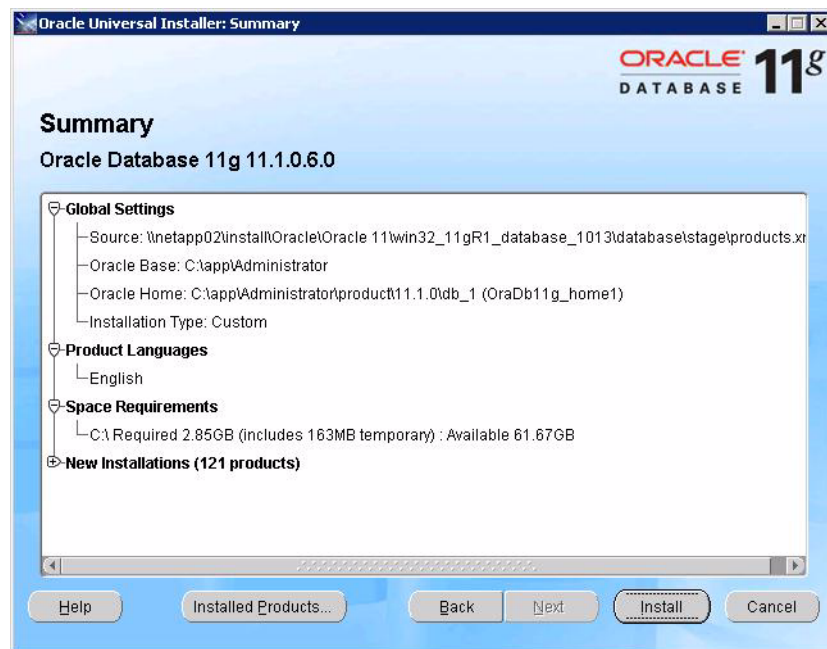 Oracle Universal Installer: Summary
ORACLE 11g
DATABASE
Summary
Oracle Database 11g 11.1.0.6.0
Global Settings
Source: \\netapp02\install\Oracle\Oracle 11\win32_11gR1_database_1013\database\stage\products.xr
Oracle Base: C:\app\Administrator
Oracle Home: C:\app\Administrator\product\11.1.0\db_1 (OraDb11g_home1)
Installation Type: Custom
Product Languages
English
Space Requirements
C:\ Required 2.85GB (includes 163MB temporary) : Available 61.67GB
New Installations (121 products)
Help Installed Products... Back Next Install Cancel